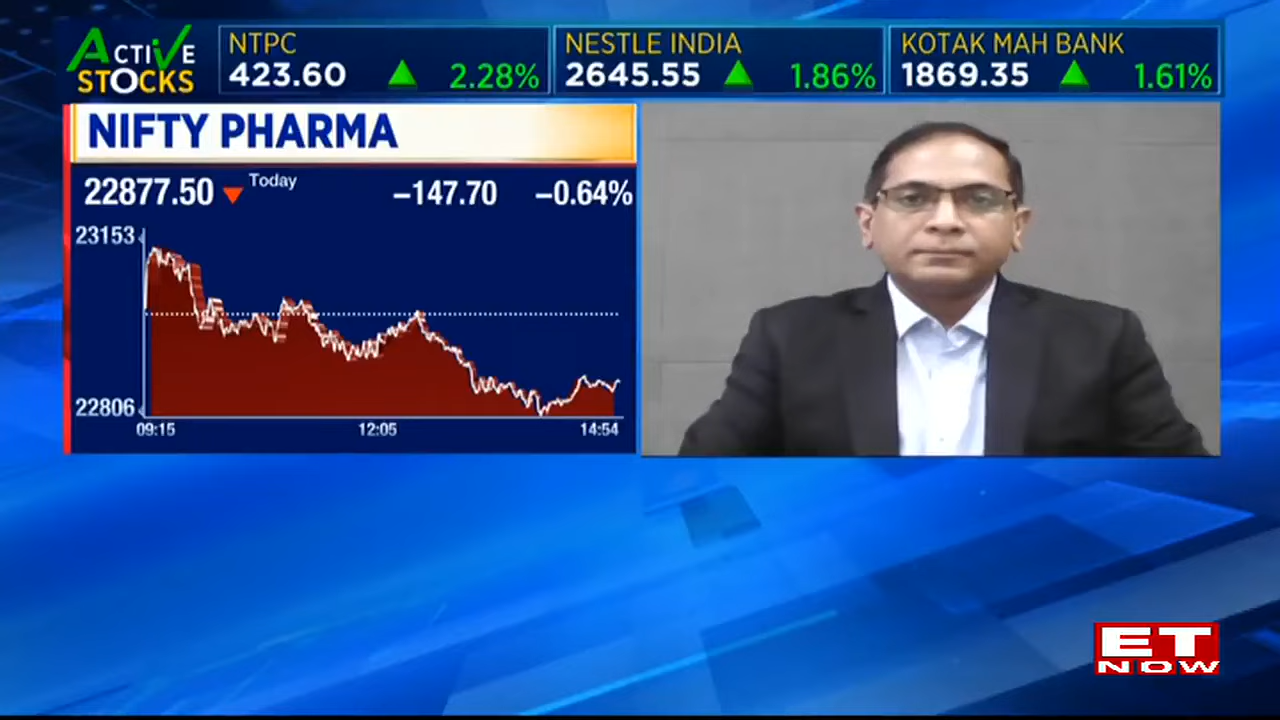 ACTIVE
STOCKS
NTPC
423.60 ▲ 2.28%
NESTLE INDIA
2645.55 ▲ 1.86%
KOTAK MAH BANK
1869.35 ▲ 1.61%
NIFTY PHARMA
22877.50 ▼ Today -147.70 -0.64%
23153
22806
09:15 12:05 14:54
ET
NOW